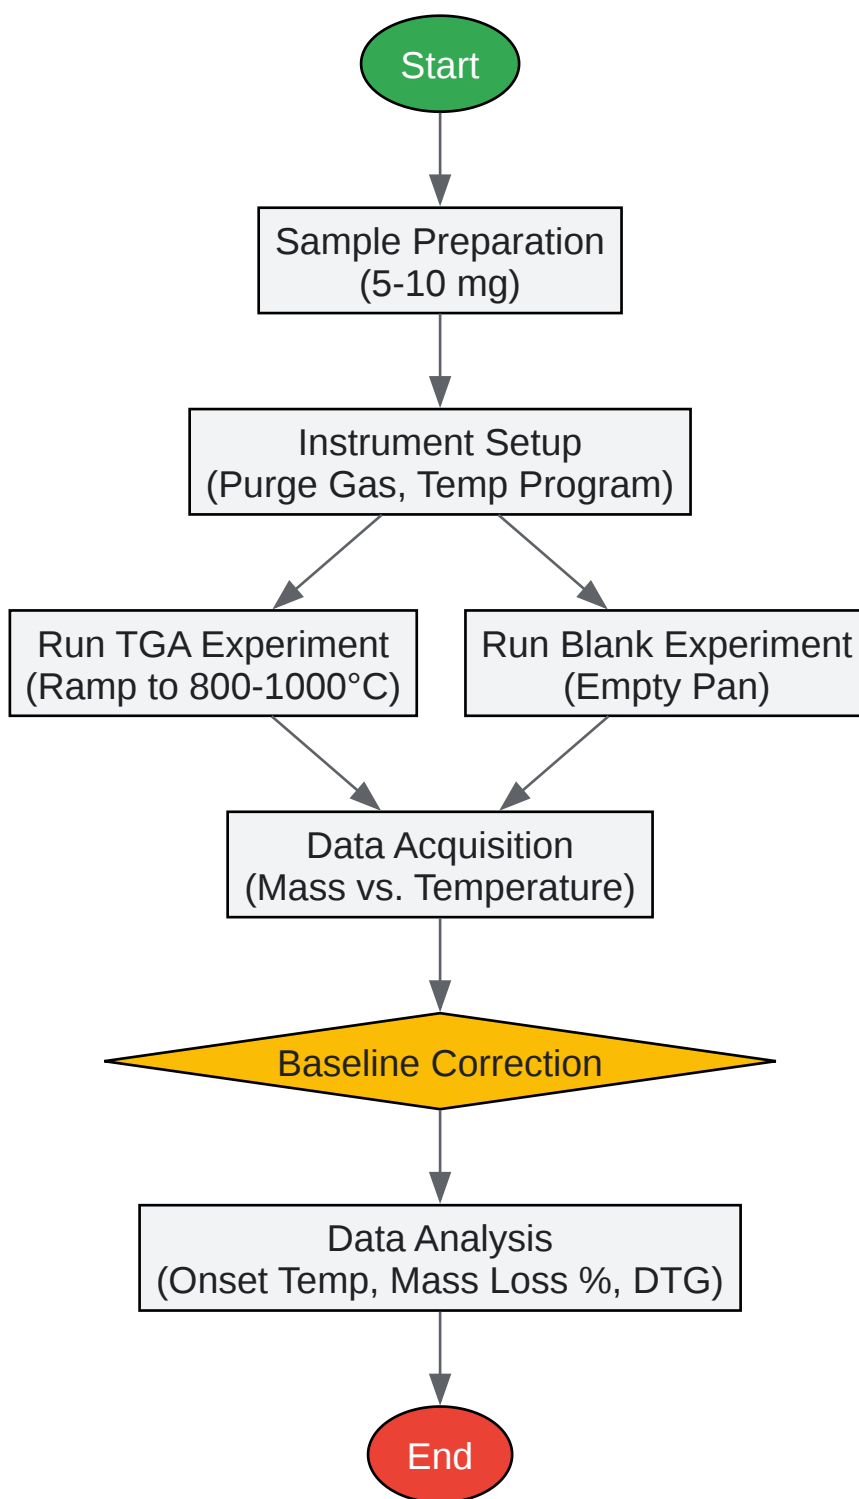 Start
Sample Preparation
(5-10 mg)
Instrument Setup
(Purge Gas, Temp Program)
Run TGA Experiment
(Ramp to 800-1000°C)
Run Blank Experiment
(Empty Pan)
Data Acquisition
(Mass vs. Temperature)
Baseline Correction
Data Analysis
(Onset Temp, Mass Loss %, DTG)
End